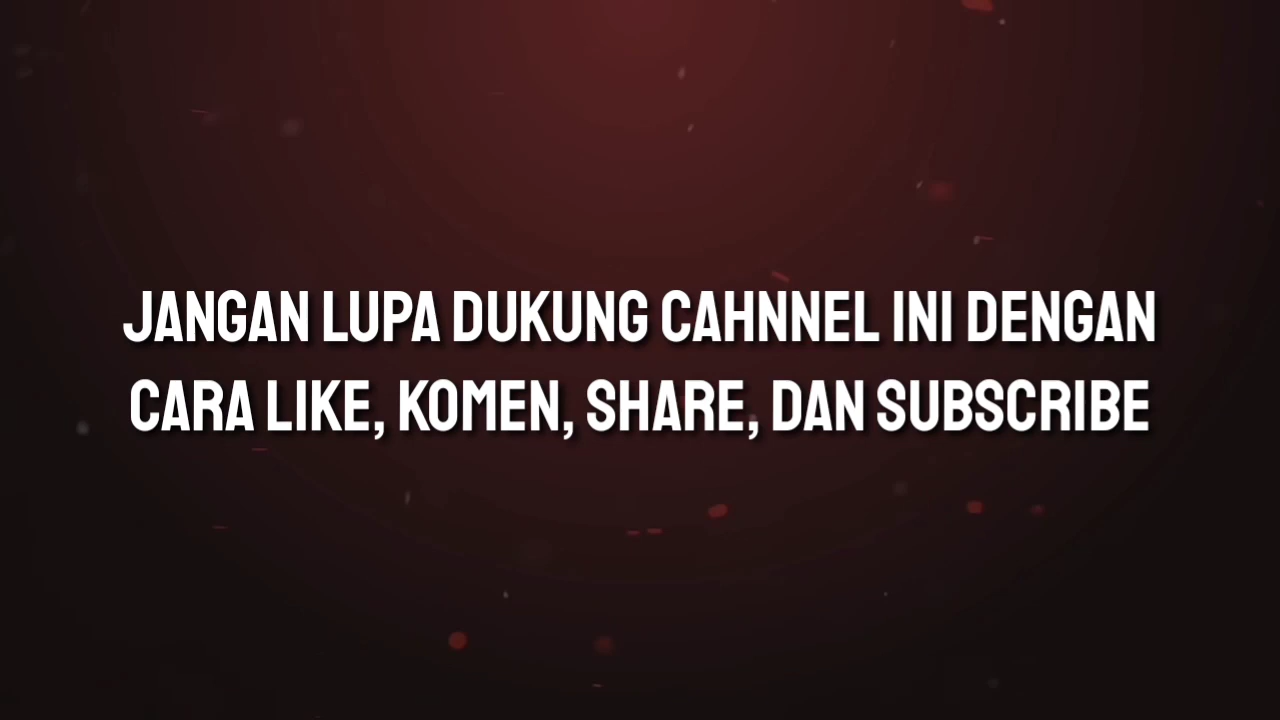 JANGAN LUPA DUKUNG CAHNNEL INI DENGAN
CARA LIKE, KOMEN, SHARE, DAN SUBSCRIBE